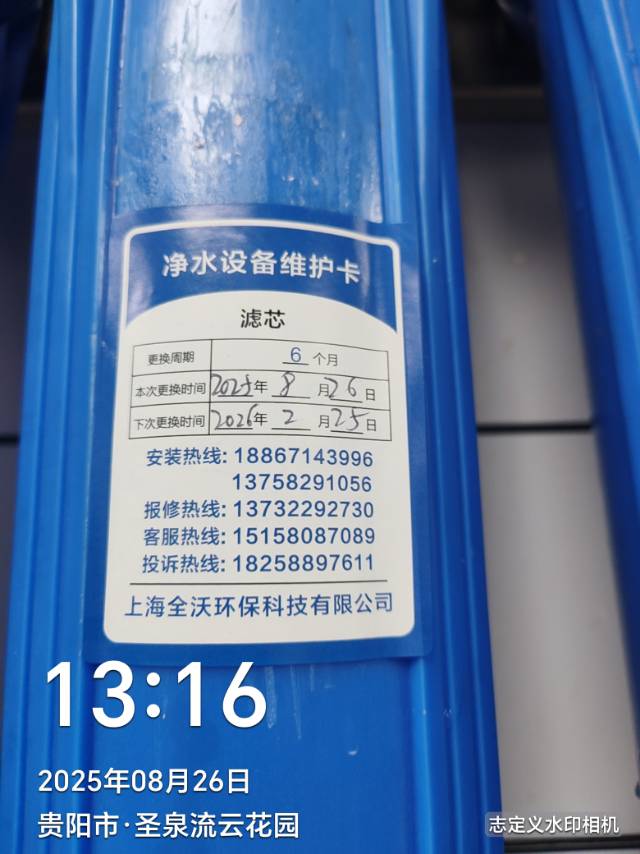 净水设备维护卡
滤芯
更换周期 6 个月
本次更换时间 2025年 8 月 26 日
下次更换时间 2026年 2 月 25 日
安装热线: 18867143996
13758291056
报修热线: 13732292730
客服热线: 15158087089
投诉热线: 18258897611
上海全沃环保科技有限公司
13:16
2025年08月26日
贵阳市·圣泉流云花园
志定义水印相机